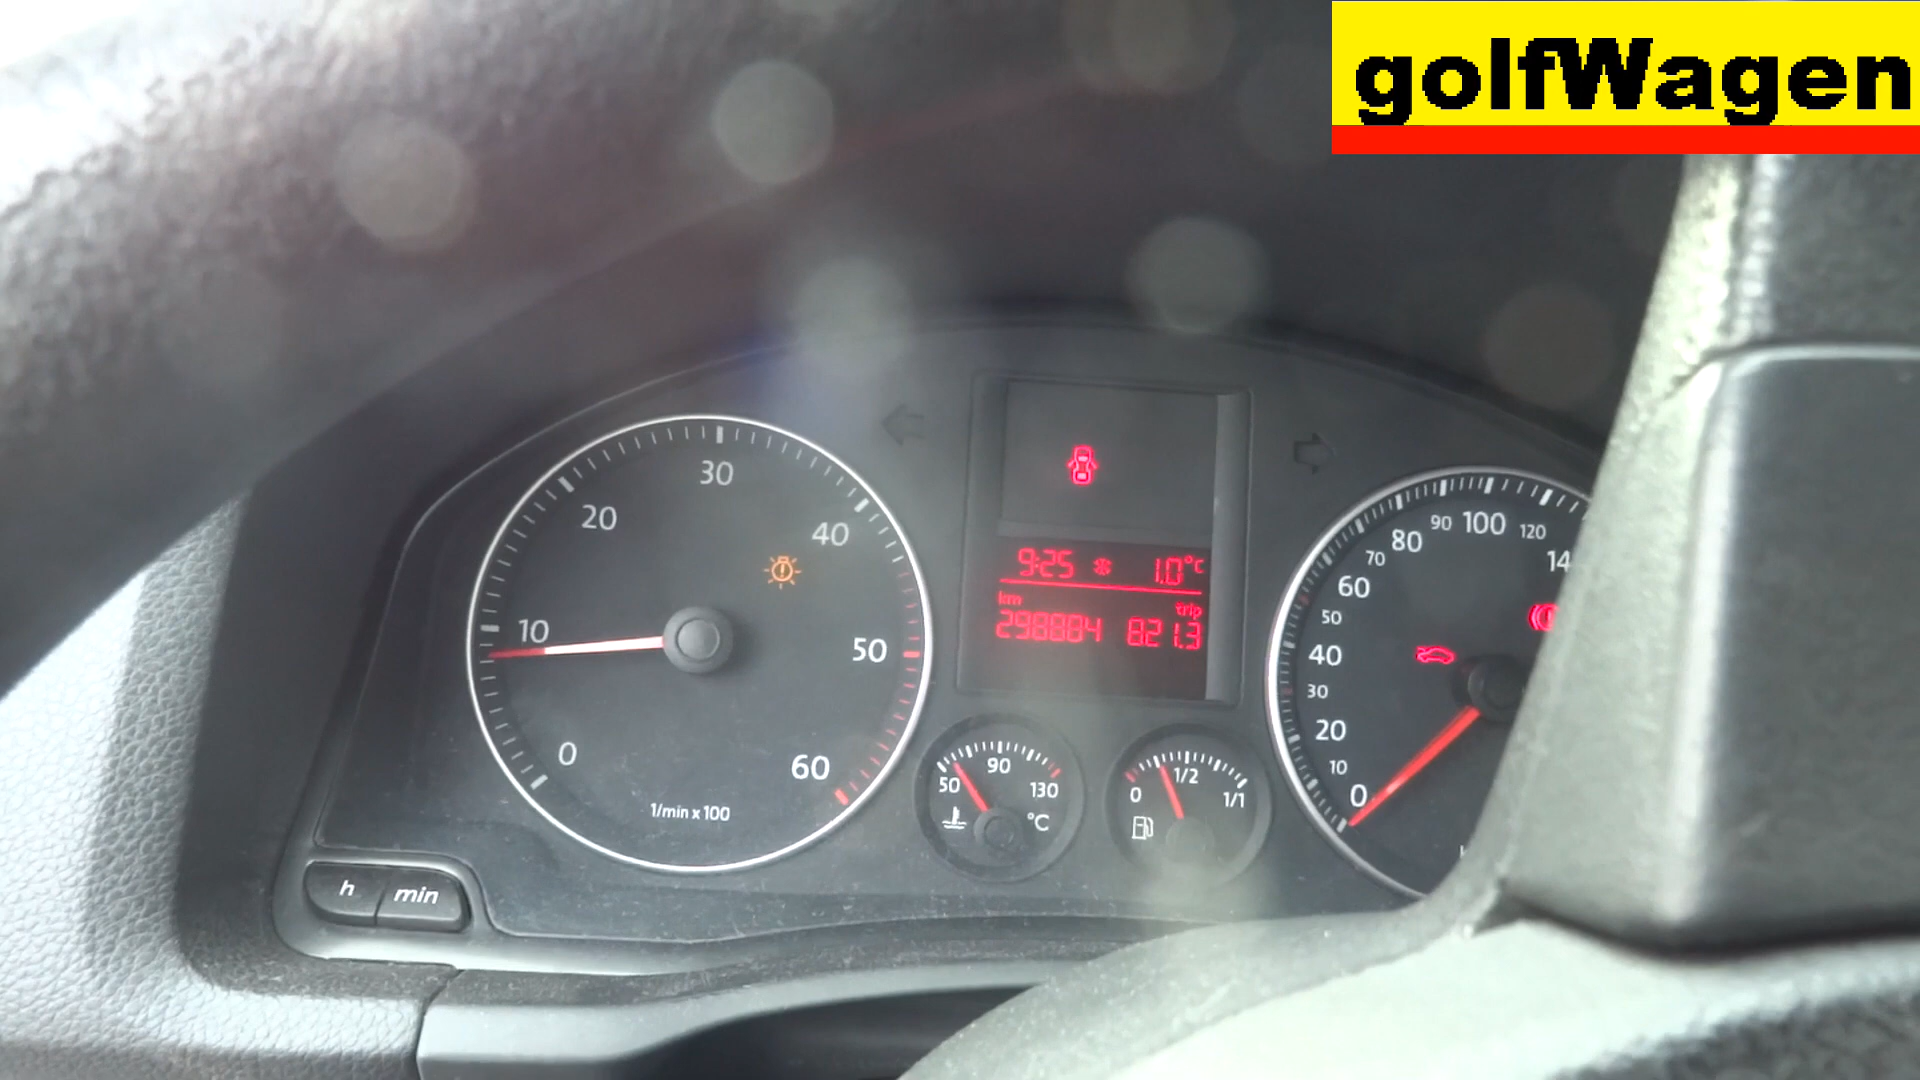 golfWagen
30
20
40
10
50
0
60
1/min x 100
9:25 1.0°C
km trip
298884 821.3
50 90 130
°C
0 1/2 1/1
90 100 120
80
70
14
60
50
40
30
20
10
0
h min